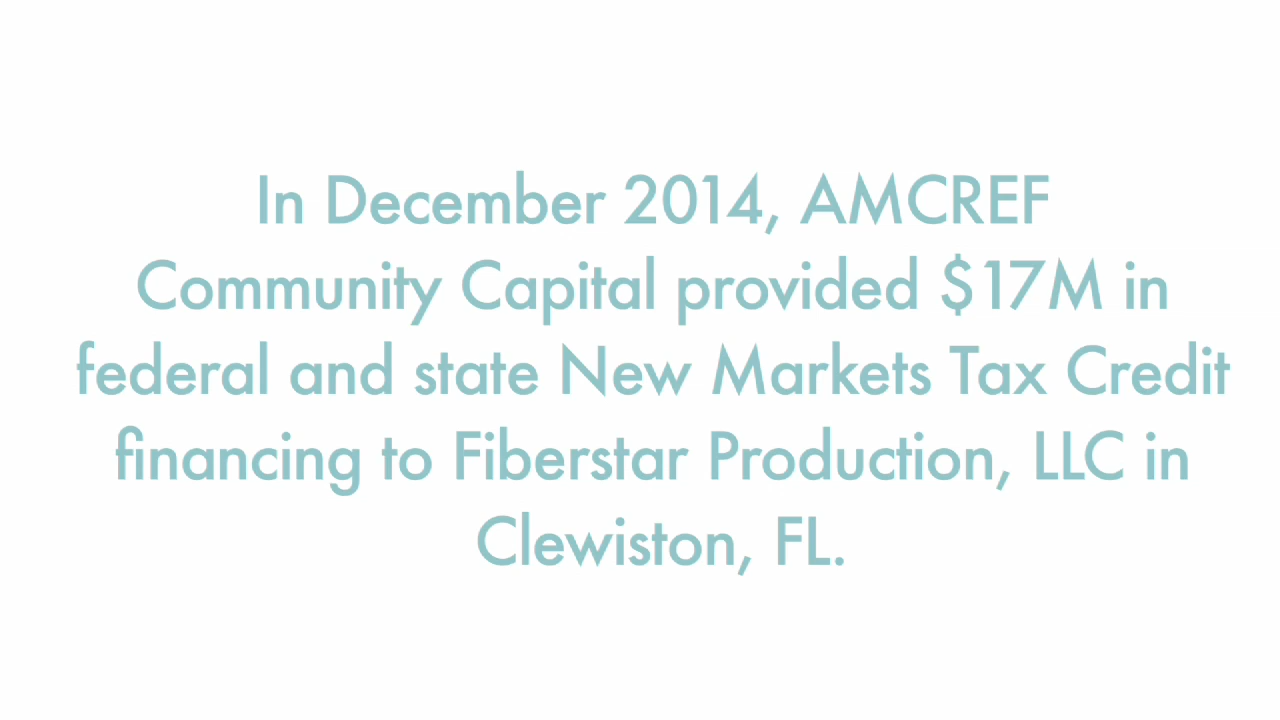 In December 2014, AMCREF
Community Capital provided $17M in
federal and state New Markets Tax Credit
financing to Fiberstar Production, LLC in
Clewiston, FL.